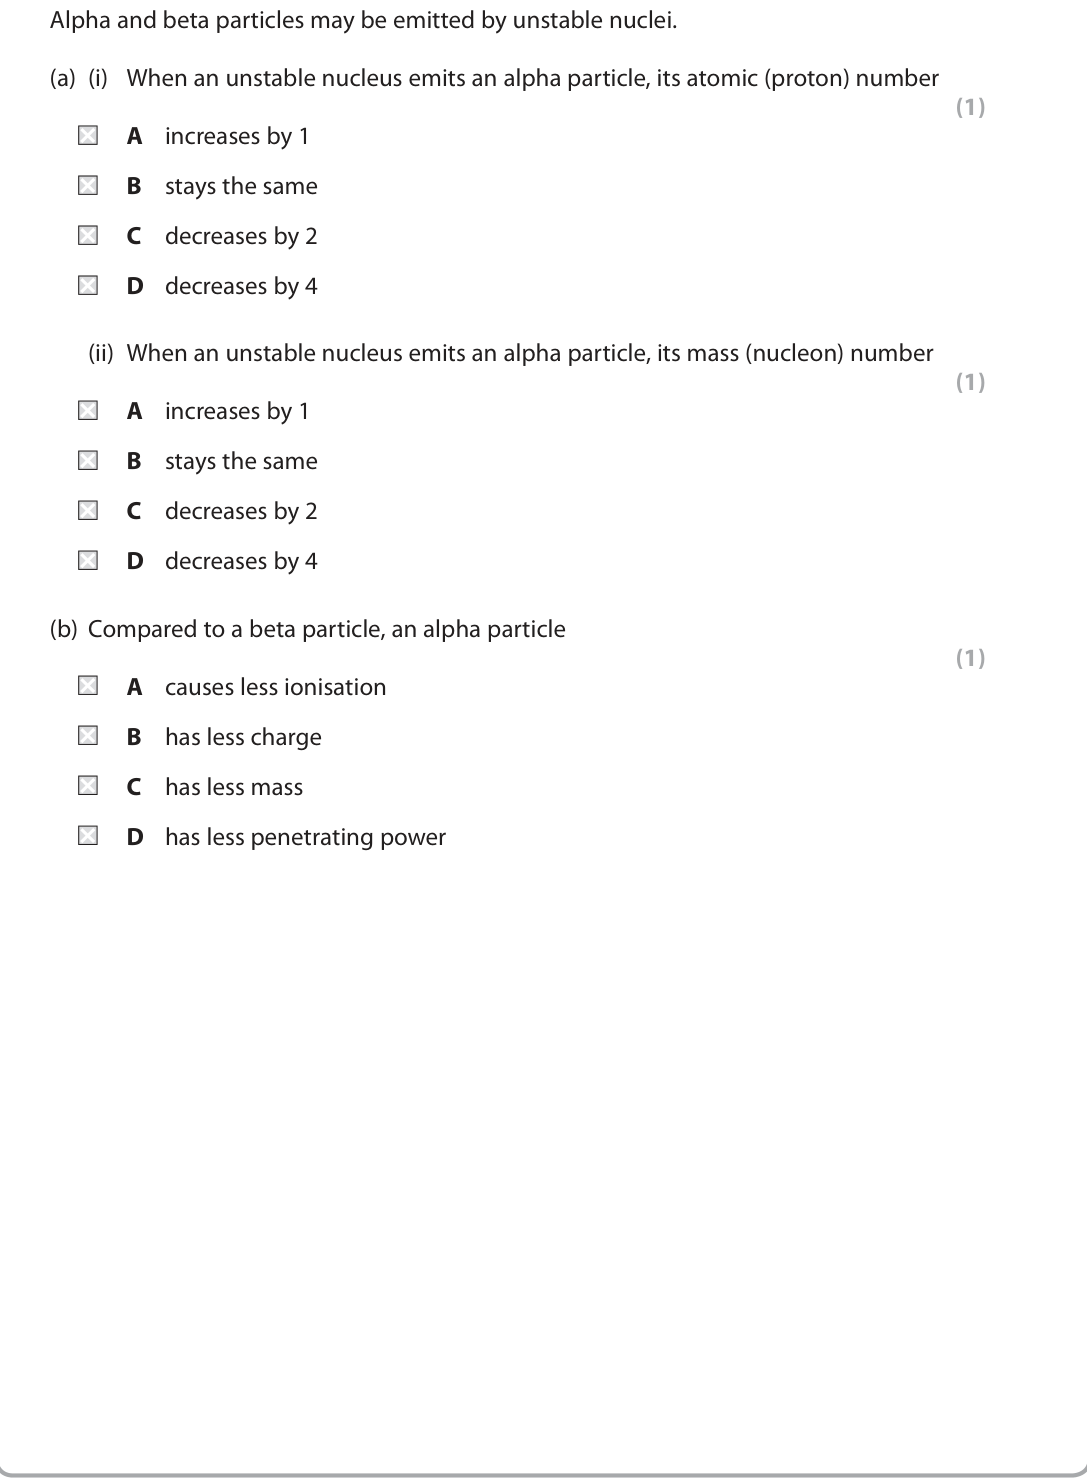 Alpha and beta particles may be emitted by unstable nuclei.
(a) (i) When an unstable nucleus emits an alpha particle, its atomic (proton) number
(1)
A increases by 1
B stays the same
C decreases by 2
D decreases by 4
(ii) When an unstable nucleus emits an alpha particle, its mass (nucleon) number
(1)
A increases by 1
B stays the same
C decreases by 2
D decreases by 4
(b) Compared to a beta particle, an alpha particle
(1)
A causes less ionisation
B has less charge
C has less mass
D has less penetrating power